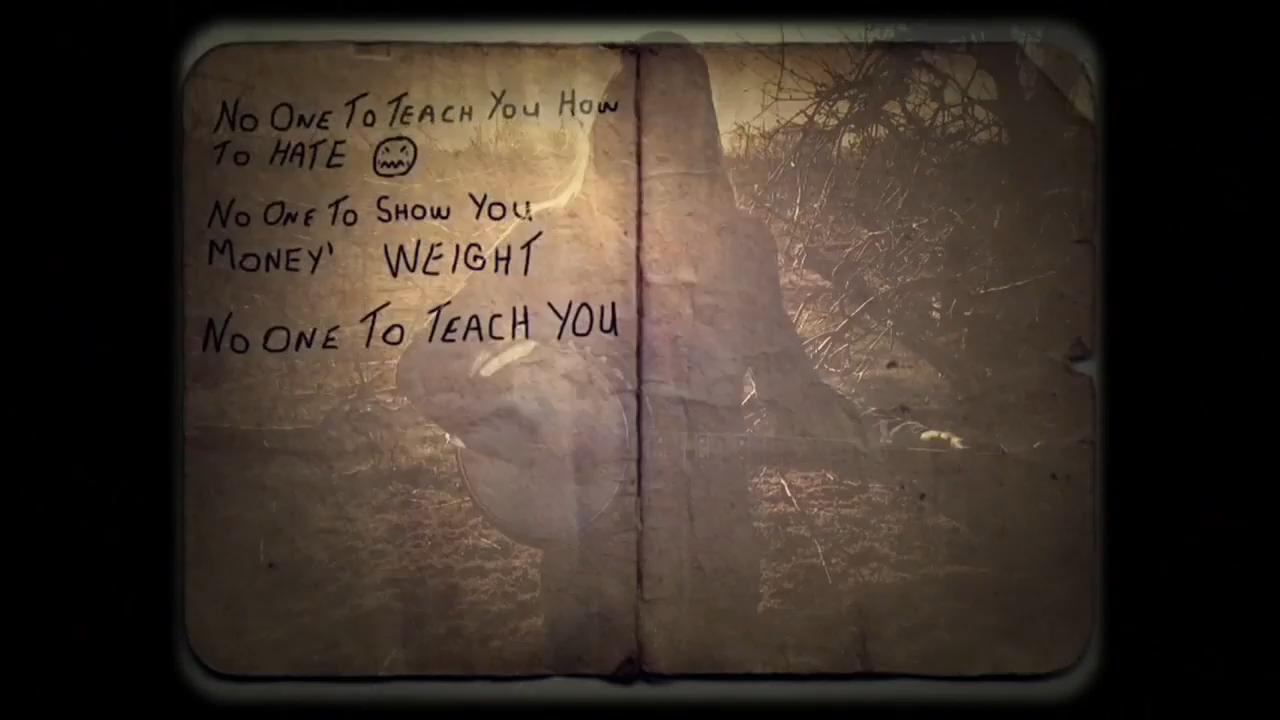 No One To Teach You How
To HATE
No One To Show You
Money' WEIGHT
No One To Teach YOU